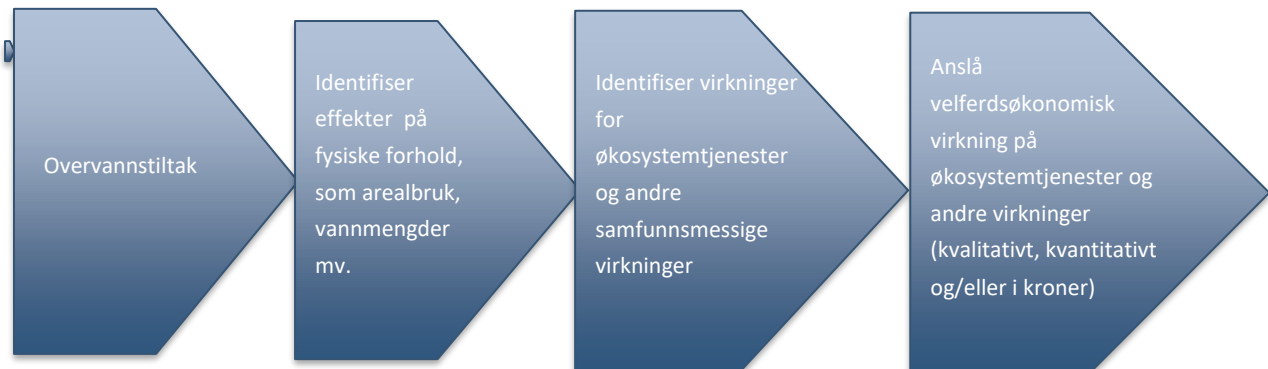 Overvannstiltak
Identifiser
effekter på
fysiske forhold,
som arealbruk,
vannmengder
mv.
Identifiser virkninger
for
økosystemtjenester
og andre
samfunnsmessige
virkninger
Anslå
velferdsøkonomisk
virkning på
økosystemtjenester og
andre virkninger
(kvalitativt, kvantitativt
og/eller i kroner)